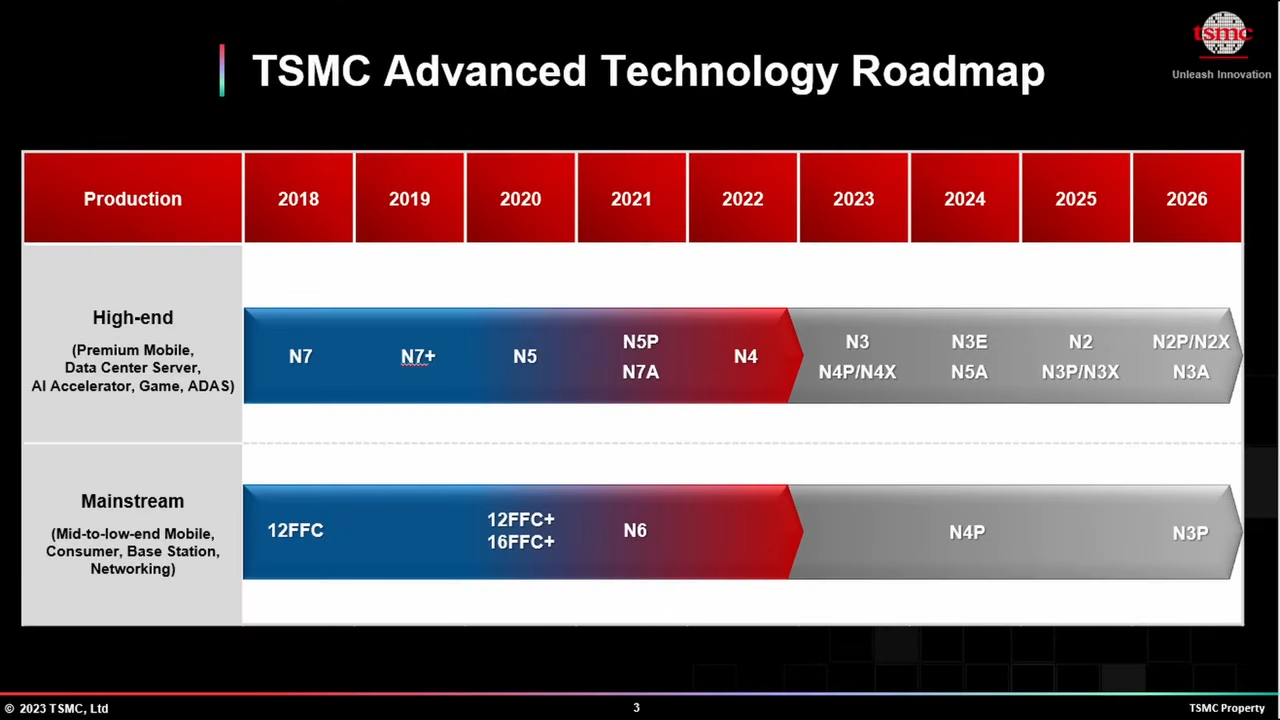 TSMC Advanced Technology Roadmap
tsmc
Unleash Innovation
Production 2018 2019 2020 2021 2022 2023 2024 2025 2026
High-end
(Premium Mobile,
Data Center Server,
AI Accelerator, Game, ADAS)
N7
N7+
N5
N5P
N7A
N4
N3
N4P/N4X
N3E
N5A
N2
N3P/N3X
N2P/N2X
N3A
Mainstream
(Mid-to-low-end Mobile,
Consumer, Base Station,
Networking)
12FFC
12FFC+
16FFC+
N6
N4P
N3P
© 2023 TSMC, Ltd
3
TSMC Property